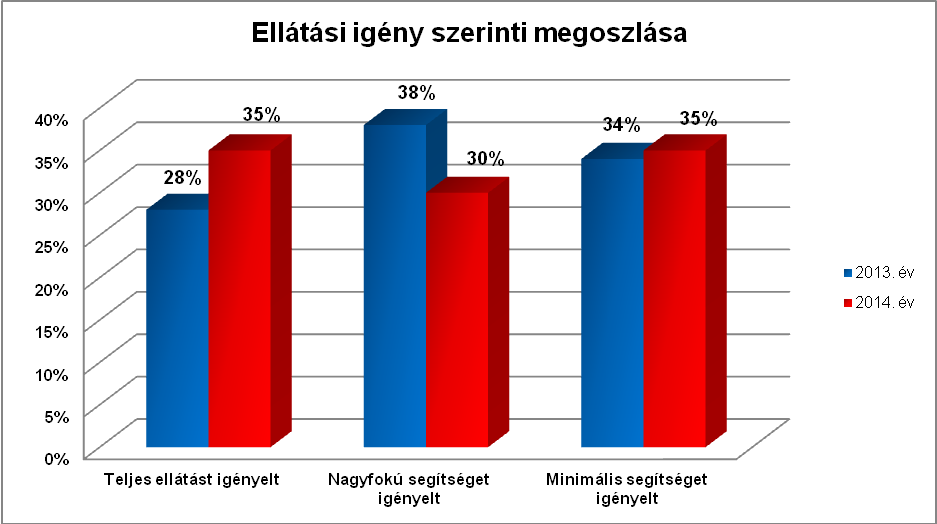 Ellátási igény szerinti megoszlása
40%
35%
30%
25%
20%
15%
10%
5%
0%
28%
35%
38%
30%
34%
35%
Teljes ellátást igényelt
Nagyfokú segítséget
igényelt
Minimális segítséget
igényelt
2013. év
2014. év